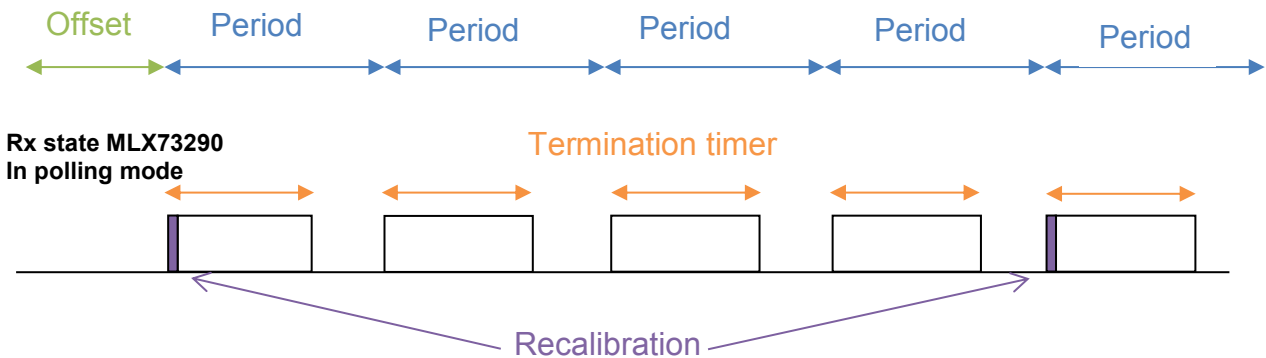 Offset
Period
Period
Period
Period
Period
Rx state MLX73290
In polling mode
Termination timer
Recalibration